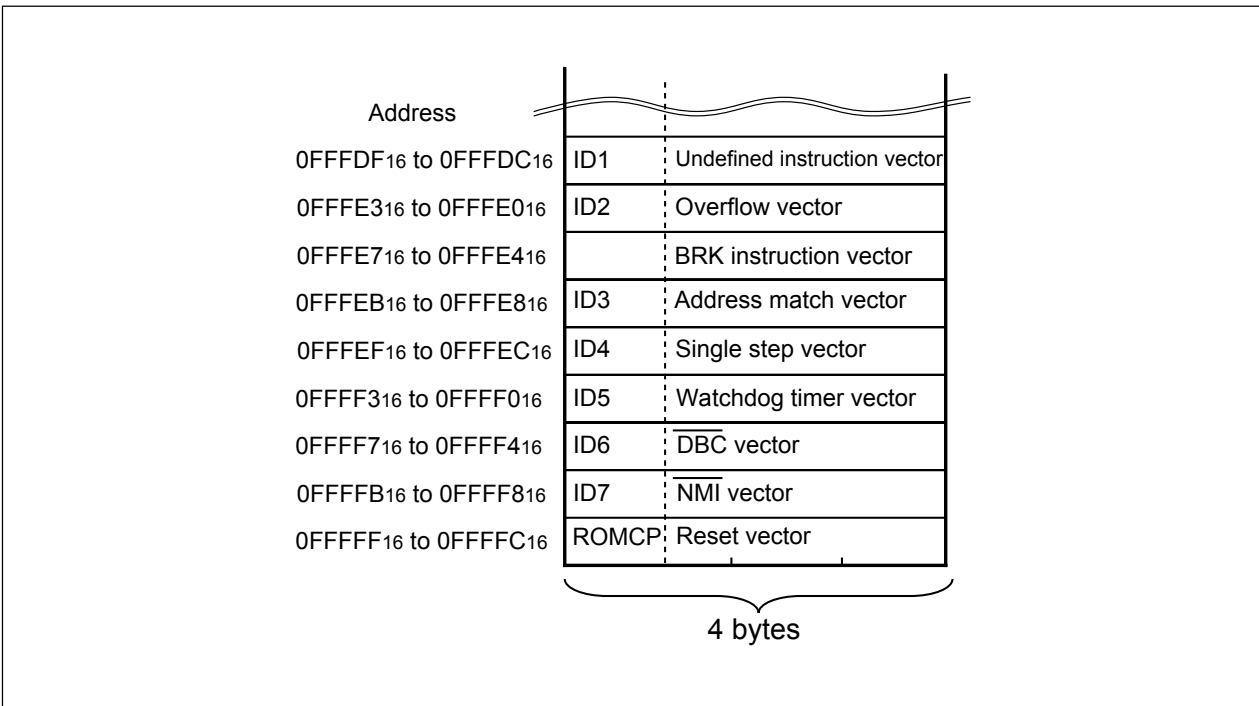 Address
0FFFDF16 to 0FFFDC16 ID1 Undefined instruction vector
0FFFE316 to 0FFFE016 ID2 Overflow vector
0FFFE716 to 0FFFE416 BRK instruction vector
0FFFEB16 to 0FFFE816 ID3 Address match vector
0FFFEF16 to 0FFFEC16 ID4 Single step vector
0FFFF316 to 0FFFF016 ID5 Watchdog timer vector
0FFFF716 to 0FFFF416 ID6 DBC vector
0FFFFB16 to 0FFFF816 ID7 NMI vector
0FFFFF16 to 0FFFFC16 ROMCP Reset vector
4 bytes